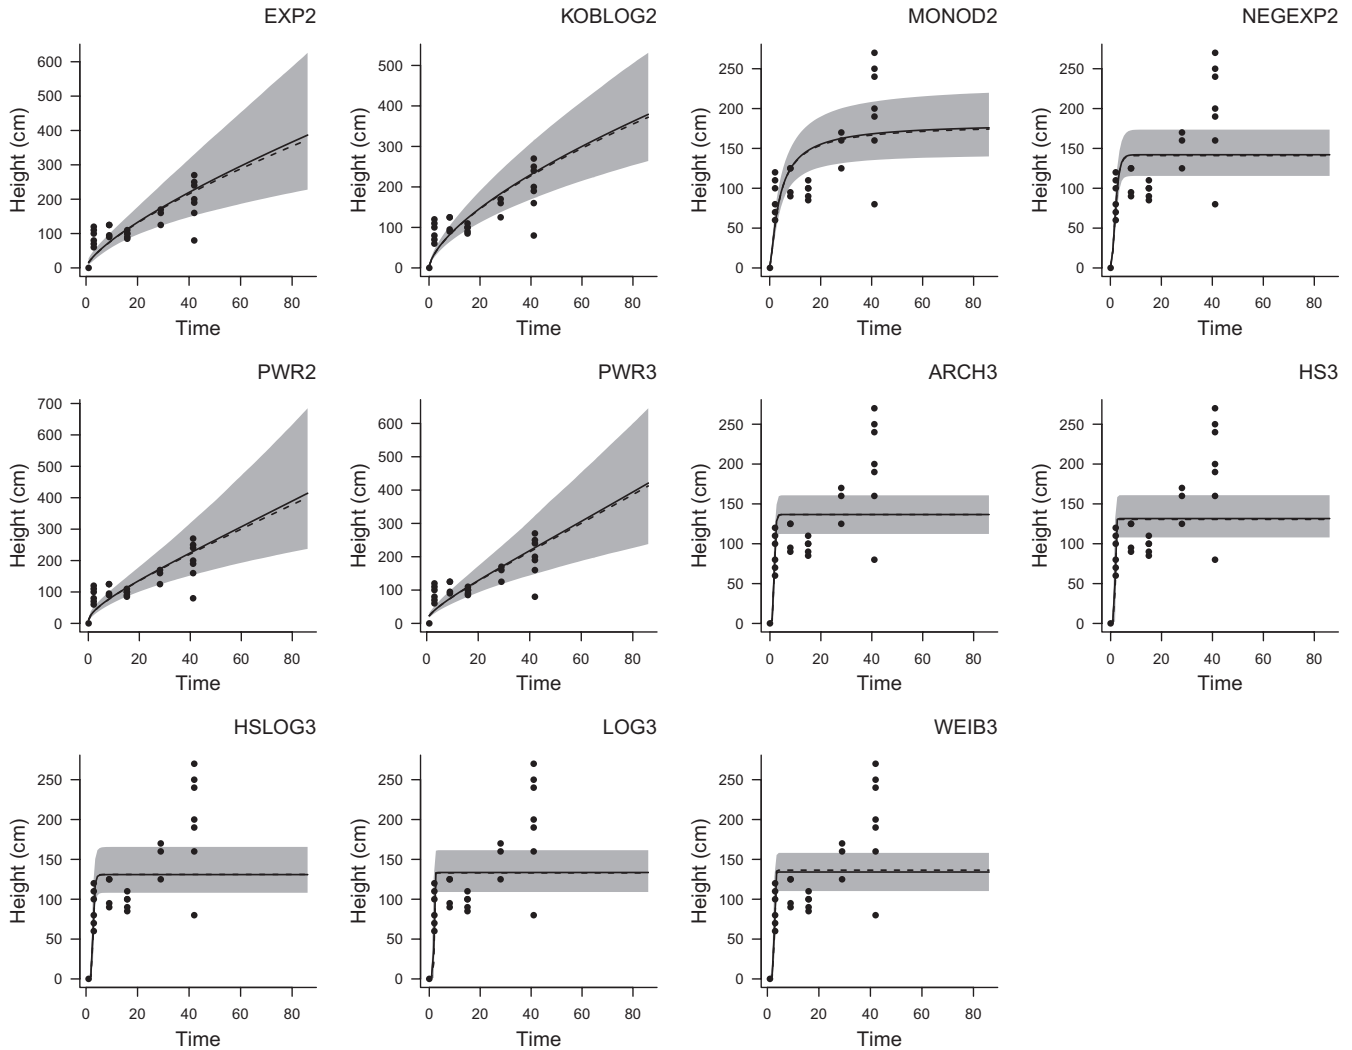 EXP2 KOBLOG2 MONOD2 NEGEXP2
600 500 400 300 200 100 0
Height (cm)
0 20 40 60 80
Time
500 400 300 200 100 0
Height (cm)
0 20 40 60 80
Time
250 200 150 100 50 0
Height (cm)
0 20 40 60 80
Time
250 200 150 100 50 0
Height (cm)
0 20 40 60 80
Time
PWR2 PWR3 ARCH3 HS3
700 600 500 400 300 200 100 0
Height (cm)
0 20 40 60 80
Time
600 500 400 300 200 100 0
Height (cm)
0 20 40 60 80
Time
250 200 150 100 50 0
Height (cm)
0 20 40 60 80
Time
250 200 150 100 50 0
Height (cm)
0 20 40 60 80
Time
HSLOG3 LOG3 WEIB3
250 200 150 100 50 0
Height (cm)
0 20 40 60 80
Time
250 200 150 100 50 0
Height (cm)
0 20 40 60 80
Time
250 200 150 100 50 0
Height (cm)
0 20 40 60 80
Time